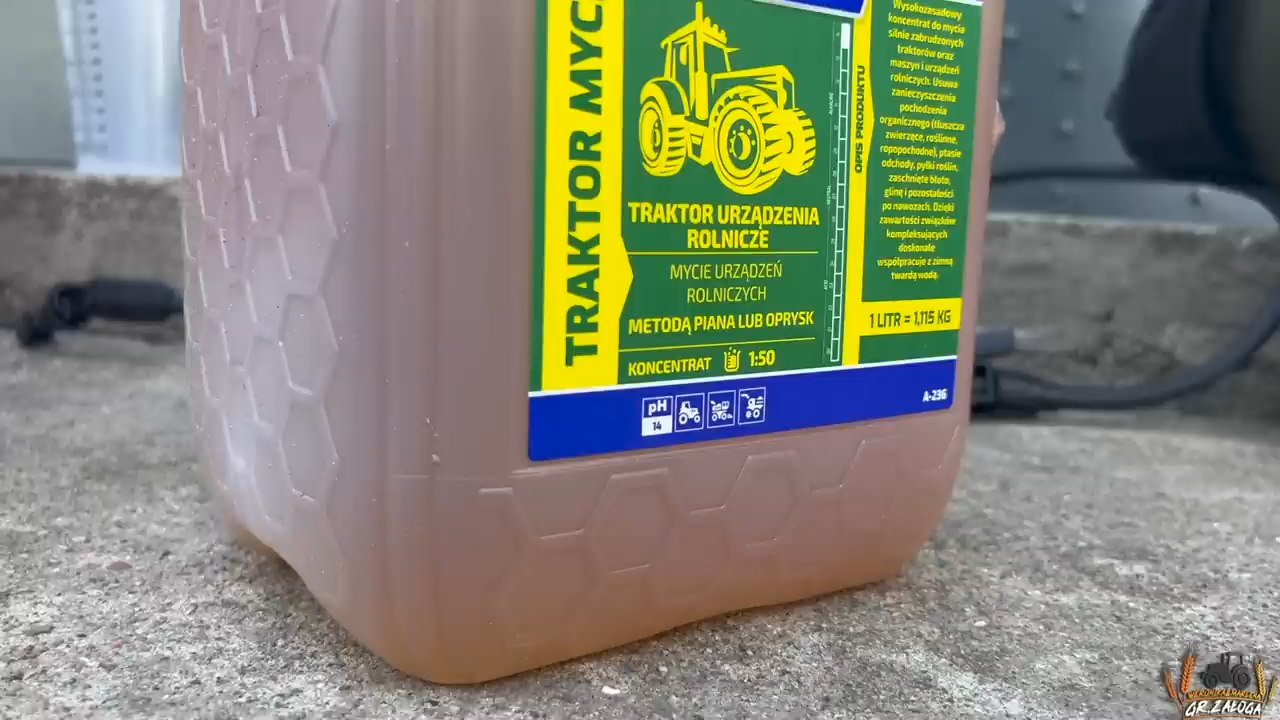 TRAKTOR MYC
TRAKTOR URZĄDZENIA
ROLNICZE
MYCIE URZĄDZEŃ
ROLNICZYCH
METODĄ PIANA LUB OPRYSK
KONCENTRAT 1:50
pH
14
OPIS PRODUKTU
Wysokozasadowy
koncentrat do mycia
silnie zabrudzonych
traktorów oraz
maszyn i urządzeń
rolniczych. Usuwa
zanieczyszczenia
pochodzenia
organicznego (tłuszcze
zwierzęce, roślinne,
ropopochodne), ptasie
odchody, pyłki roślin,
zaschnięte błoto,
glinę i pozostałości
po nawozach. Dzięki
zawartości związków
kompleksujących
doskonale
współpracuje z zimną
twardą wodą.
1 LITR = 1,115 KG
A-236
GR.ZAŁOGA